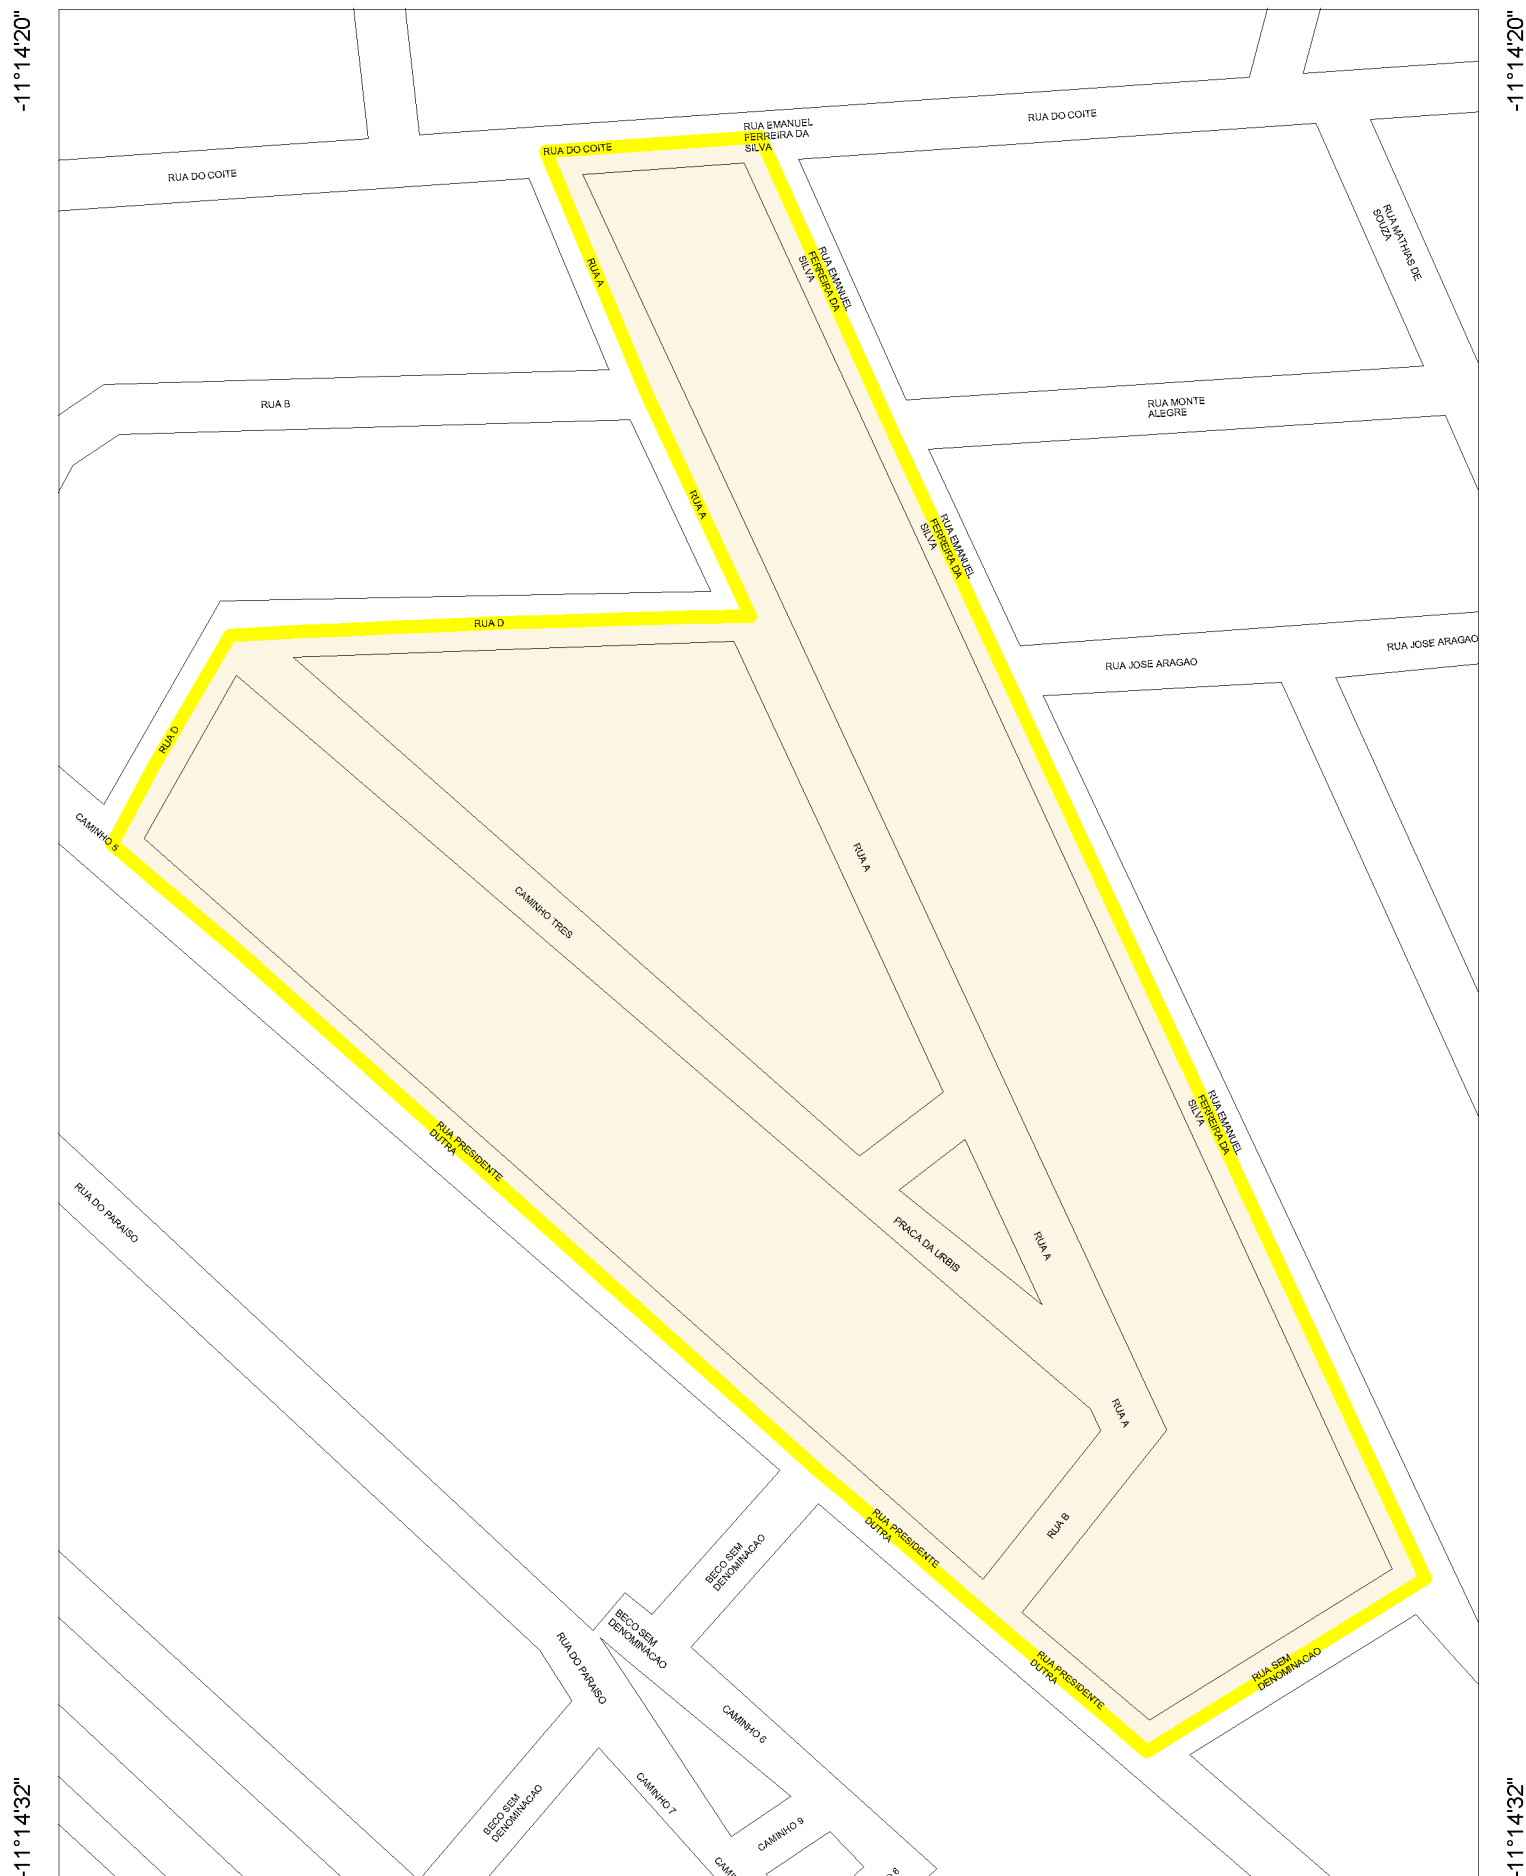 -11°14'20"
-11°14'20"
RUA EMANUEL
FERREIRA DA
SILVA
RUA DO COITE
RUA DO COITE
RUA DO COITE
RUA MATHIAS DE
SOUZA
RUA A
RUA EMANUEL
FERREIRA DA
SILVA
RUA B
RUA MONTE
ALEGRE
RUA A
RUA EMANUEL
FERREIRA DA
SILVA
RUA D
RUA JOSE ARAGAO
RUA JOSE ARAGAO
RUA D
CAMINHO 5
RUA A
CAMINHO TRES
RUA PRESIDENTE
DUTRA
RUA EMANUEL
FERREIRA DA
SILVA
RUA DO PARAISO
PRACA DA URBIS
RUA A
RUA A
RUA B
RUA PRESIDENTE
DUTRA
BECO SEM
DENOMINACAO
BECO SEM
DENOMINACAO
RUA DO PARAISO
RUA PRESIDENTE
DUTRA
RUA SEM
DENOMINACAO
CAMINHO 6
CAMINHO 7
BECO SEM
DENOMINACAO
CAMINHO 9
-11°14'32"
-11°14'32"